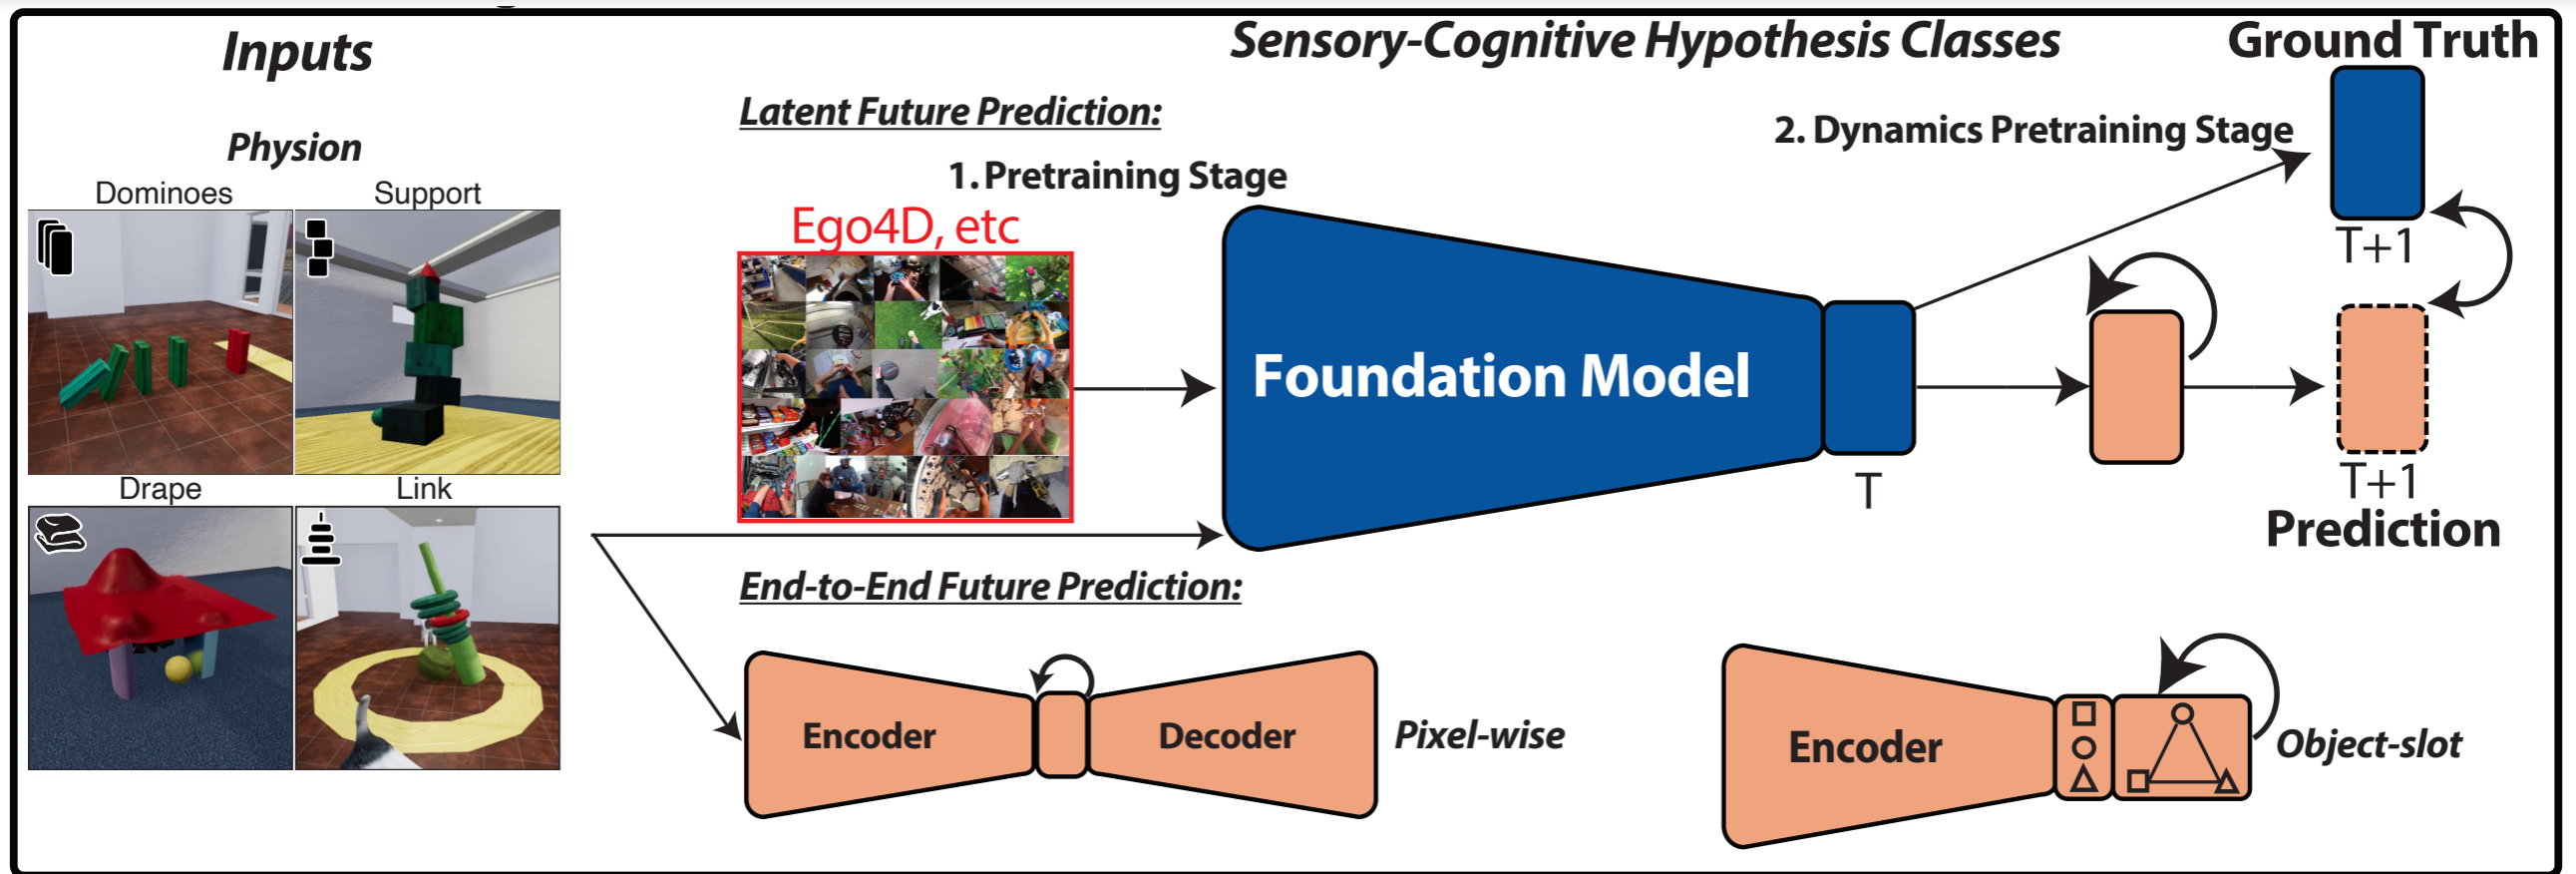 Inputs
Sensory-Cognitive Hypothesis Classes
Ground Truth
Physion
Dominoes
Support
Drape
Link
Latent Future Prediction:
1. Pretraining Stage
2. Dynamics Pretraining Stage
Ego4D, etc
Foundation Model
T
T+1
T+1
Prediction
End-to-End Future Prediction:
Encoder
Decoder
Pixel-wise
Encoder
Object-slot